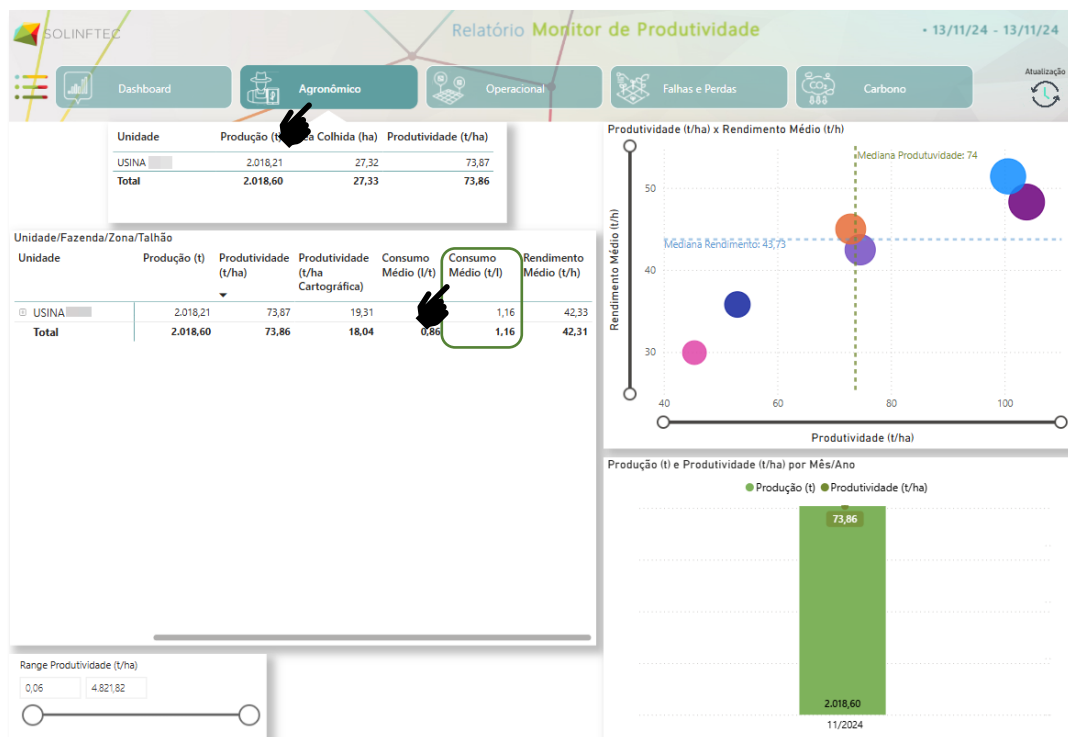 SOLINFTEC
Relatório Monitor de Produtividade
• 13/11/24 - 13/11/24
Dashboard
Agronômico
Operacional
Falhas e Perdas
CO₂
Carbono
Atualização
Unidade Produção (t) Colhida (ha) Produtividade (t/ha)
USINA 2.018,21 27,32 73,87
Total 2.018,60 27,33 73,86
Unidade/Fazenda/Zona/Talhão
Unidade Produção (t) Produtividade (t/ha) Produtividade (t/ha Cartográfica) Consumo Médio (l/t) Consumo Médio (t/l) Rendimento Médio (t/h)
USINA 2.018,21 73,87 19,31 1,16 42,33
Total 2.018,60 73,86 18,04 0,86 1,16 42,31
Range Produtividade (t/ha)
0,06 4.821,82
Produtividade (t/ha) x Rendimento Médio (t/h)
Mediana Produtuvidade: 74
Mediana Rendimento: 43,73
Rendimento Médio (t/h)
50
40
30
40 60 80 100
Produtividade (t/ha)
Produção (t) e Produtividade (t/ha) por Mês/Ano
Produção (t) Produtividade (t/ha)
73,86
2.018,60
11/2024